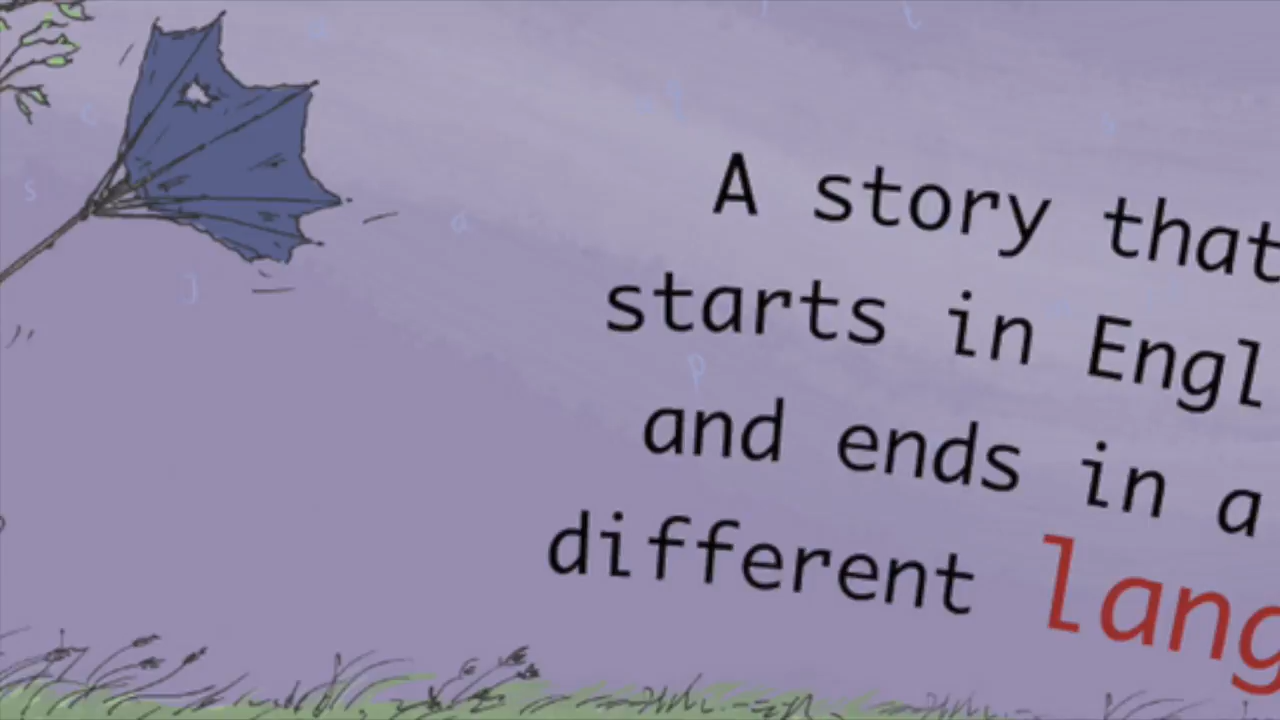 A story that
starts in Engl
and ends in a
different lang